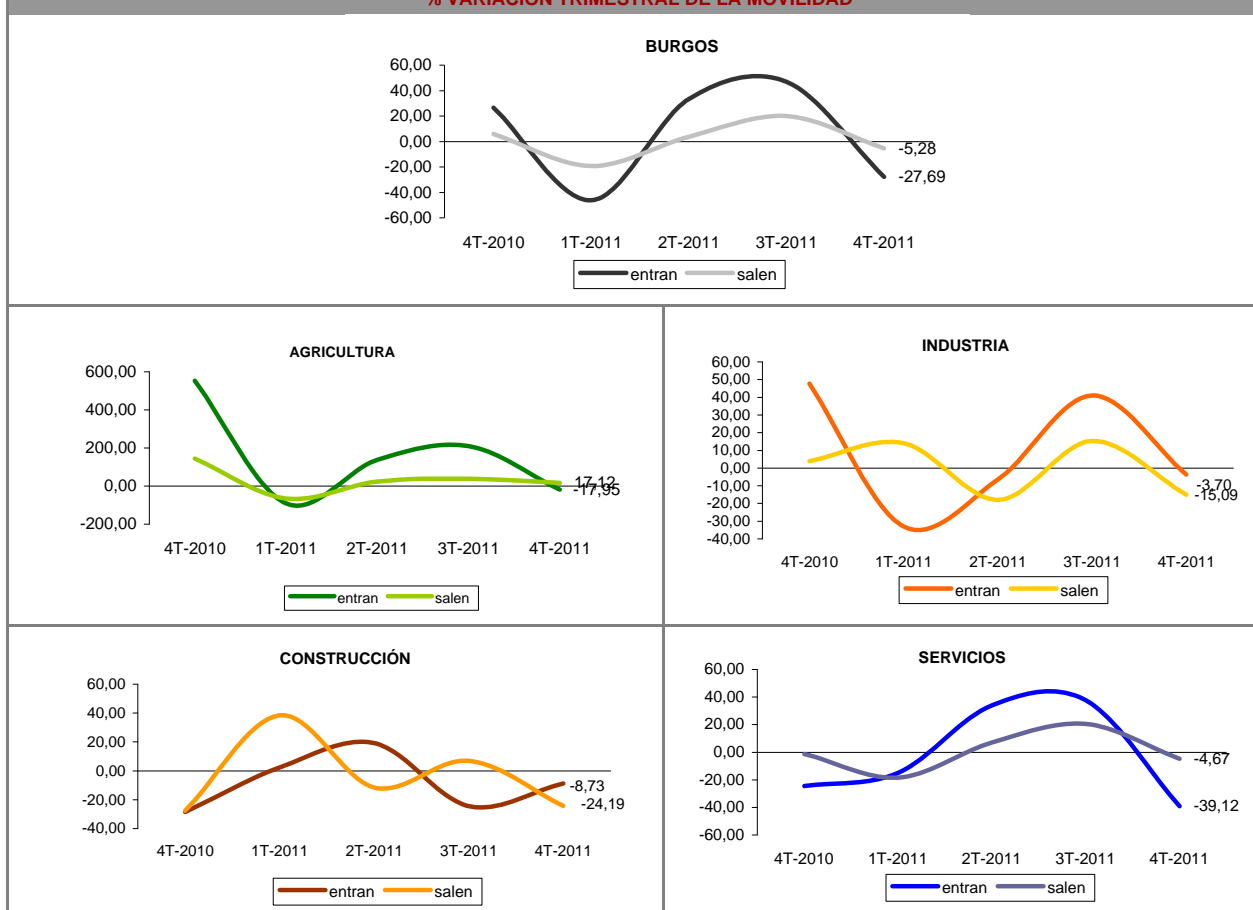 % VARIACIÓN TRIMESTRAL DE LA MOVILIDAD
BURGOS
60,00
40,00
20,00
0,00
-20,00
-40,00
-60,00
-5,28
-27,69
4T-2010 1T-2011 2T-2011 3T-2011 4T-2011
entran salen
AGRICULTURA
600,00
400,00
200,00
0,00
-200,00
17,12
-17,95
4T-2010 1T-2011 2T-2011 3T-2011 4T-2011
entran salen
INDUSTRIA
60,00
50,00
40,00
30,00
20,00
10,00
0,00
-10,00
-20,00
-30,00
-40,00
-3,70
-15,09
4T-2010 1T-2011 2T-2011 3T-2011 4T-2011
entran salen
CONSTRUCCIÓN
60,00
40,00
20,00
0,00
-20,00
-40,00
-8,73
-24,19
4T-2010 1T-2011 2T-2011 3T-2011 4T-2011
entran salen
SERVICIOS
60,00
40,00
20,00
0,00
-20,00
-40,00
-60,00
-4,67
-39,12
4T-2010 1T-2011 2T-2011 3T-2011 4T-2011
entran salen